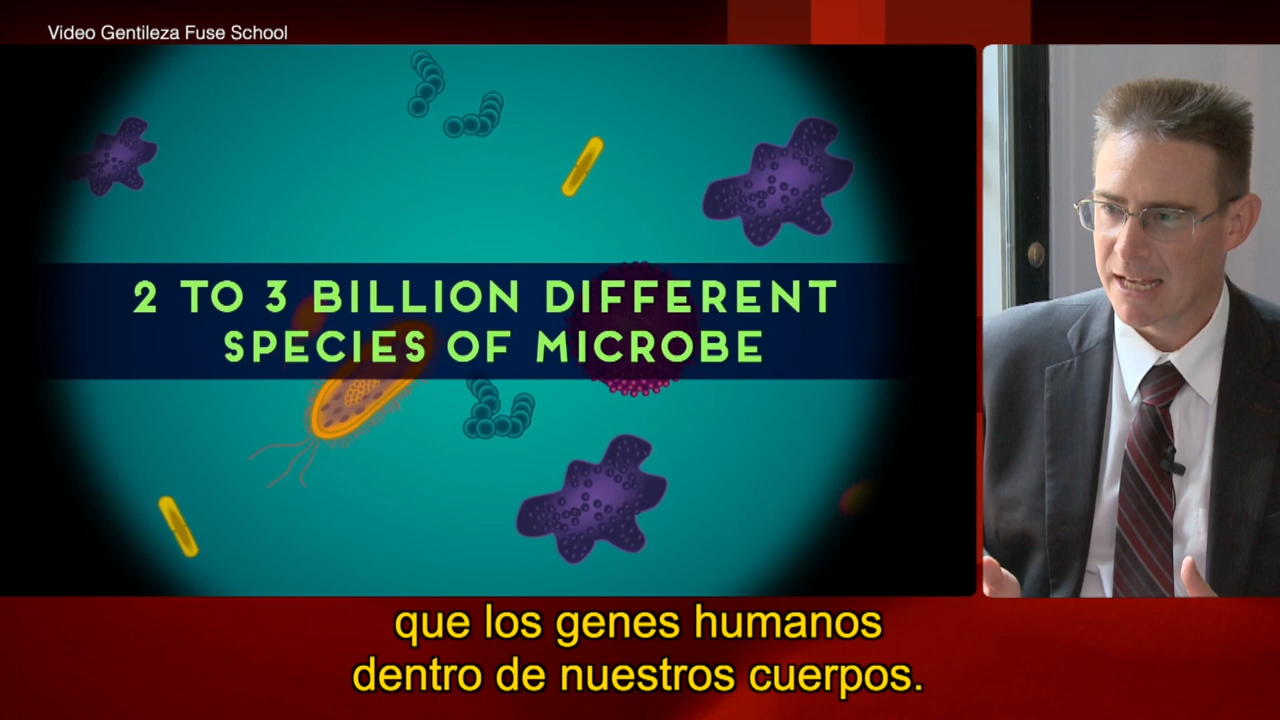 Video Gentileza Fuse School
2 TO 3 BILLION DIFFERENT
SPECIES OF MICROBE
que los genes humanos
dentro de nuestros cuerpos.